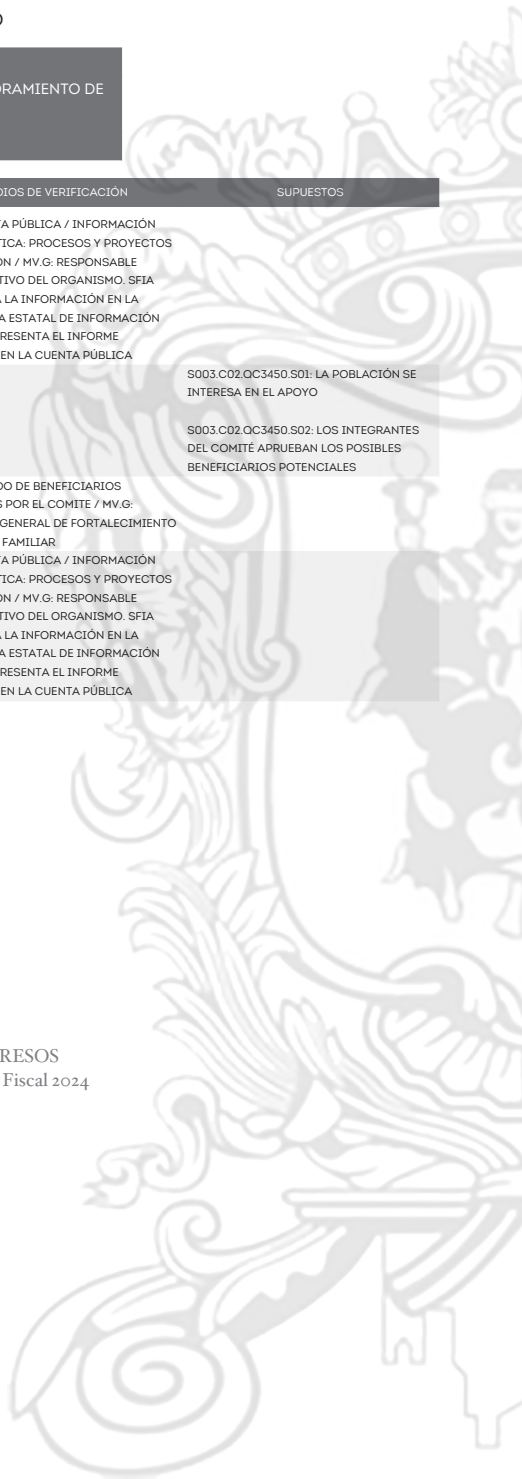 O
ORAMIENTO DE
DIOS DE VERIFICACIÓN SUPUESTOS
TA PÚBLICA / INFORMACIÓN
TICA: PROCESOS Y PROYECTOS
ÓN / MV.G: RESPONSABLE
TIVO DEL ORGANISMO. SFIA
A LA INFORMACIÓN EN LA
A ESTATAL DE INFORMACIÓN
RESENTA EL INFORME
EN LA CUENTA PÚBLICA
S003.C02.QC3450.S01: LA POBLACIÓN SE
INTERESA EN EL APOYO
S003.C02.QC3450.S02: LOS INTEGRANTES
DEL COMITÉ APRUEBAN LOS POSIBLES
BENEFICIARIOS POTENCIALES
DO DE BENEFICIARIOS
S POR EL COMITE / MV.G:
GENERAL DE FORTALECIMIENTO
FAMILIAR
TA PÚBLICA / INFORMACIÓN
TICA: PROCESOS Y PROYECTOS
ÓN / MV.G: RESPONSABLE
TIVO DEL ORGANISMO. SFIA
A LA INFORMACIÓN EN LA
A ESTATAL DE INFORMACIÓN
RESENTA EL INFORME
EN LA CUENTA PÚBLICA
RESOS
Fiscal 2024